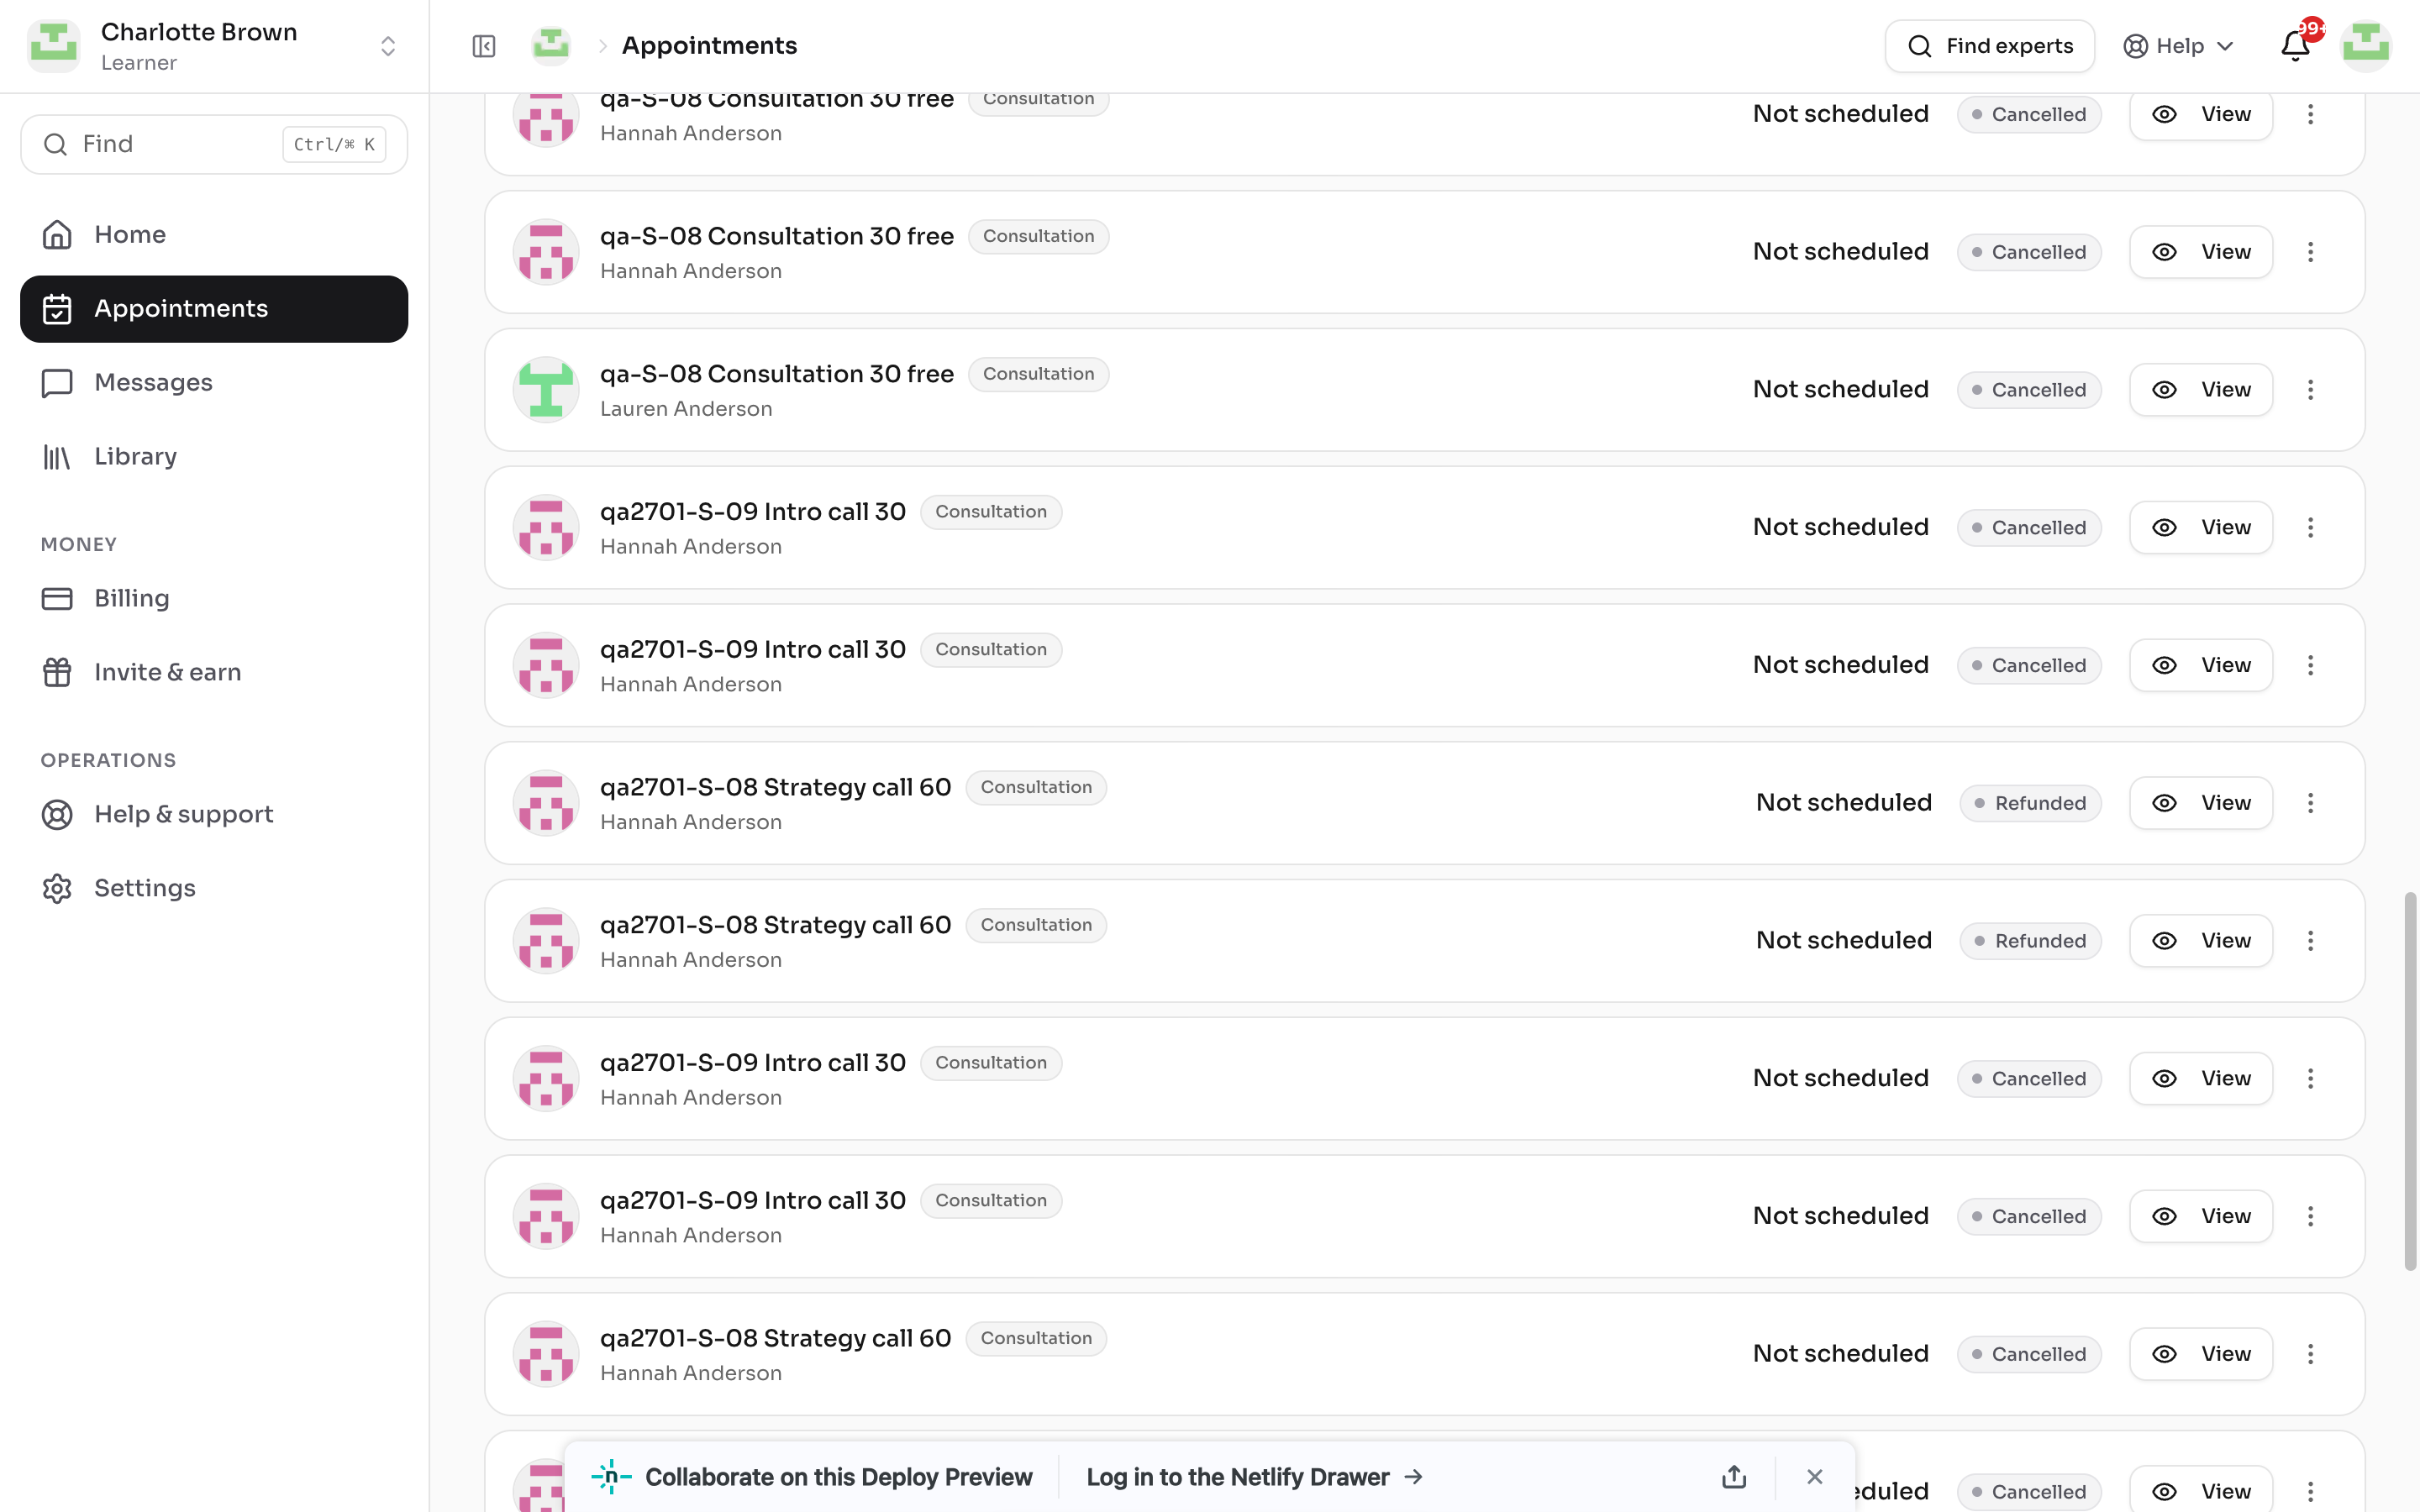 Charlotte Brown
Learner
Appointments
Find experts
Help
99+
Find
Ctrl/⌘ K
Home
Appointments
Messages
Library
MONEY
Billing
Invite & earn
OPERATIONS
Help & support
Settings
qa-S-08 Consultation 30 free Consultation
Hannah Anderson
Not scheduled Cancelled View
qa-S-08 Consultation 30 free Consultation
Hannah Anderson
Not scheduled Cancelled View
qa-S-08 Consultation 30 free Consultation
Lauren Anderson
Not scheduled Cancelled View
qa2701-S-09 Intro call 30 Consultation
Hannah Anderson
Not scheduled Cancelled View
qa2701-S-09 Intro call 30 Consultation
Hannah Anderson
Not scheduled Cancelled View
qa2701-S-08 Strategy call 60 Consultation
Hannah Anderson
Not scheduled Refunded View
qa2701-S-08 Strategy call 60 Consultation
Hannah Anderson
Not scheduled Refunded View
qa2701-S-09 Intro call 30 Consultation
Hannah Anderson
Not scheduled Cancelled View
qa2701-S-09 Intro call 30 Consultation
Hannah Anderson
Not scheduled Cancelled View
qa2701-S-08 Strategy call 60 Consultation
Hannah Anderson
Not scheduled Cancelled View
Cancelled View
Collaborate on this Deploy Preview
Log in to the Netlify Drawer →